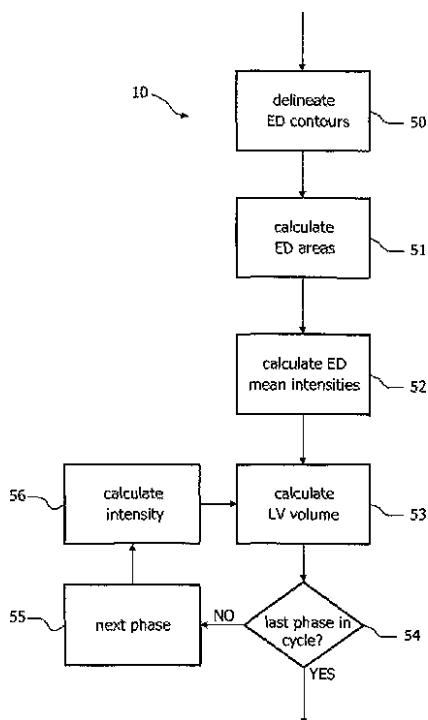 10
delineate
ED contours
50
calculate
ED areas
51
calculate ED
mean intensities
52
56
calculate
intensity
calculate
LV volume
53
55
next phase
NO
last phase in
cycle?
54
YES